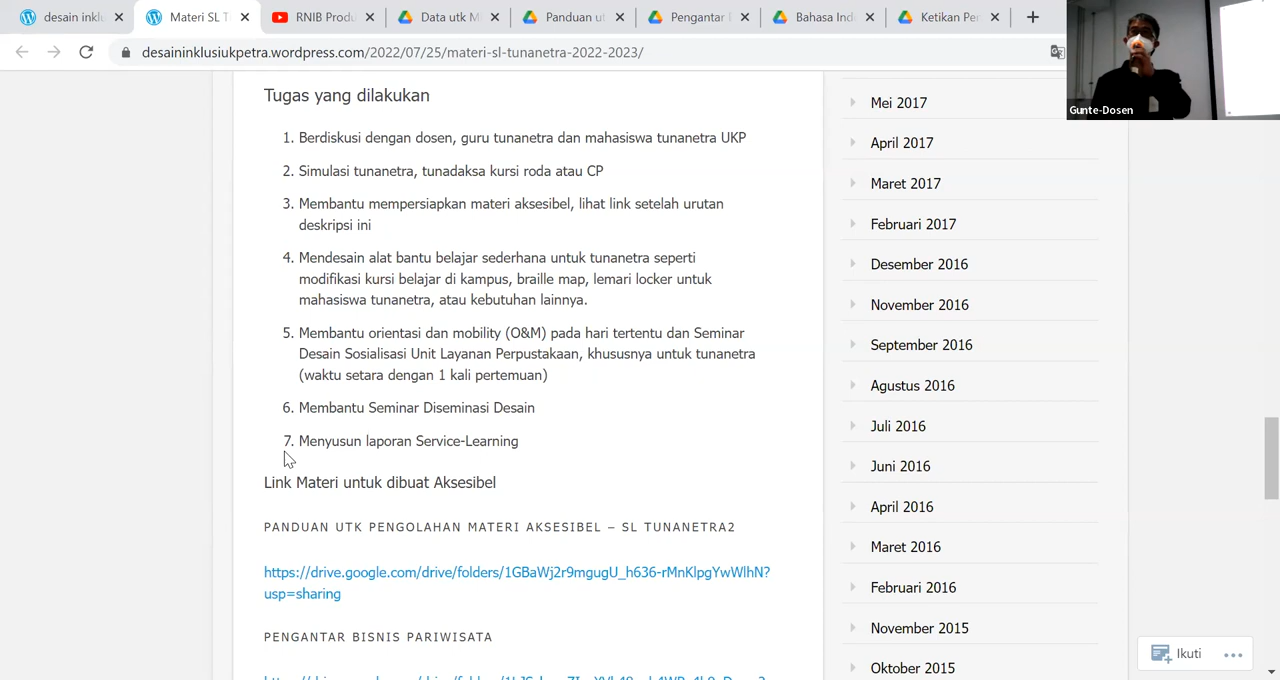 desain inklu
Materi SL T
RNIB Produ
Data utk M
Panduan ut
Pengantar
Bahasa Ind
Ketikan Per
desaininklusiukpetra.wordpress.com/2022/07/25/materi-sl-tunanetra-2022-2023/
Gunte-Dosen
Tugas yang dilakukan
1. Berdiskusi dengan dosen, guru tunanetra dan mahasiswa tunanetra UKP
2. Simulasi tunanetra, tunadaksa kursi roda atau CP
3. Membantu mempersiapkan materi aksesibel, lihat link setelah urutan
deskripsi ini
4. Mendesain alat bantu belajar sederhana untuk tunanetra seperti
modifikasi kursi belajar di kampus, braille map, lemari locker untuk
mahasiswa tunanetra, atau kebutuhan lainnya.
5. Membantu orientasi dan mobility (O&M) pada hari tertentu dan Seminar
Desain Sosialisasi Unit Layanan Perpustakaan, khususnya untuk tunanetra
(waktu setara dengan 1 kali pertemuan)
6. Membantu Seminar Diseminasi Desain
7. Menyusun laporan Service-Learning
Link Materi untuk dibuat Aksesibel
PANDUAN UTK PENGOLAHAN MATERI AKSESIBEL – SL TUNANETRA2
https://drive.google.com/drive/folders/1GBaWj2r9mgugU_h636-rMnKlpgYwWlhN?
usp=sharing
PENGANTAR BISNIS PARIWISATA
Mei 2017
April 2017
Maret 2017
Februari 2017
Desember 2016
November 2016
September 2016
Agustus 2016
Juli 2016
Juni 2016
April 2016
Maret 2016
Februari 2016
November 2015
Oktober 2015
Ikuti